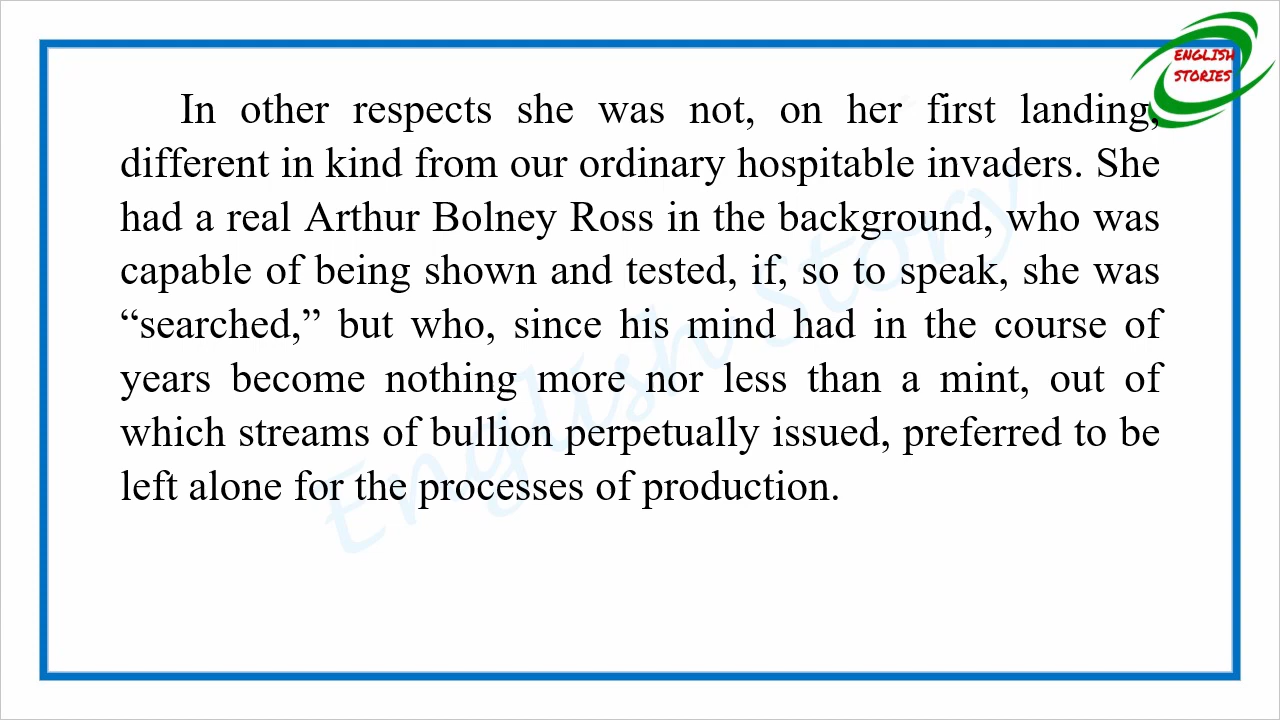 ENGLISH
STORIES
In other respects she was not, on her first landing,
different in kind from our ordinary hospitable invaders. She
had a real Arthur Bolney Ross in the background, who was
capable of being shown and tested, if, so to speak, she was
“searched,” but who, since his mind had in the course of
years become nothing more nor less than a mint, out of
which streams of bullion perpetually issued, preferred to be
left alone for the processes of production.
English Story